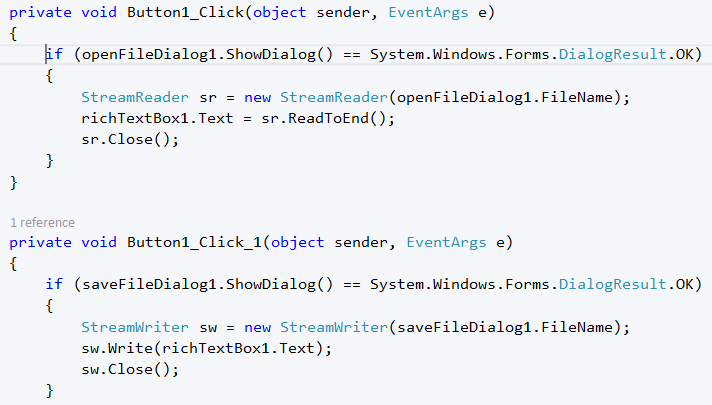 private void Button1_Click(object sender, EventArgs e)
{
    if (openFileDialog1.ShowDialog() == System.Windows.Forms.DialogResult.OK)
    {
        StreamReader sr = new StreamReader(openFileDialog1.FileName);
        richTextBox1.Text = sr.ReadToEnd();
        sr.Close();
    }
}
1 reference
private void Button1_Click_1(object sender, EventArgs e)
{
    if (saveFileDialog1.ShowDialog() == System.Windows.Forms.DialogResult.OK)
    {
        StreamWriter sw = new StreamWriter(saveFileDialog1.FileName);
        sw.Write(richTextBox1.Text);
        sw.Close();
    }